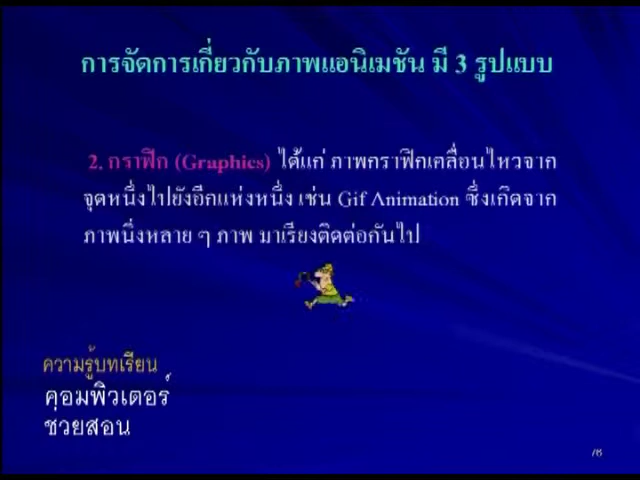 การจัดการเกี่ยวกับภาพแอนิเมชัน มี 3 รูปแบบ
2. กราฟิก (Graphics) ได้แก่ ภาพกราฟิกเคลื่อนไหวจาก
จุดหนึ่งไปยังอีกแห่งหนึ่ง เช่น Gif Animation ซึ่งเกิดจาก
ภาพนิ่งหลาย ๆ ภาพ มาเรียงติดต่อกันไป
ความรู้บทเรียน
คอมพิวเตอร์
ช่วยสอน